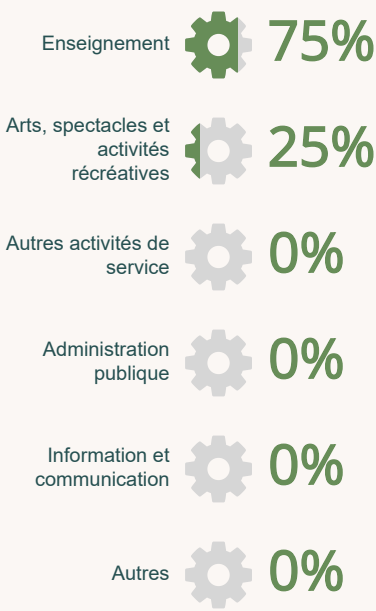 Enseignement
75%
Arts, spectacles et
activités
récréatives
25%
Autres activités de
service
0%
Administration
publique
0%
Information et
communication
0%
Autres
0%